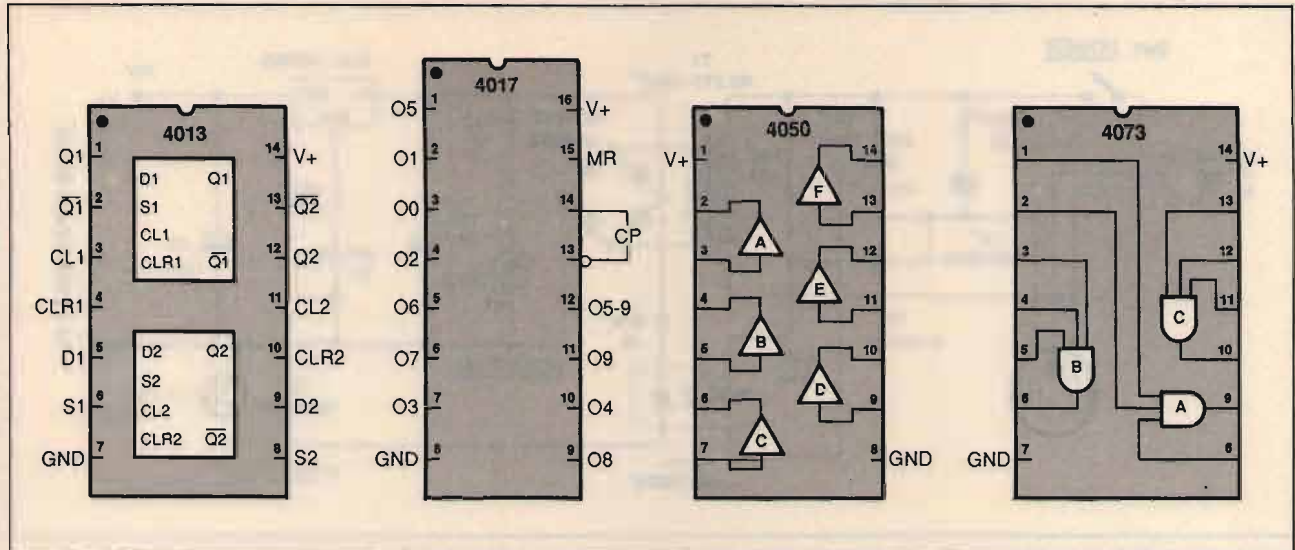 4013
Q1 1 14 V+
Q̅1̅ 2 13 Q̅2̅
CL1 3 12 Q2
CLR1 4 11 CL2
D1 5 10 CLR2
S1 6 9 D2
GND 7 8 S2
D1 Q1
S1
CL1
CLR1 Q̅1̅
D2 Q2
S2
CL2
CLR2 Q̅2̅
4017
O5 1 16 V+
O1 2 15 MR
O0 3 14
CP
O2 4 13
O6 5 12 O5-9
O7 6 11 O9
O3 7 10 O4
GND 8 9 O8
4050
V+ 1 14
F
2 13
A
3 12
E
4 11
B
5 10
D
6 9
C
7 8 GND
4073
1 14 V+
2 13
3 12
4 11
C
5 10
B
6 9
A
GND 7 8